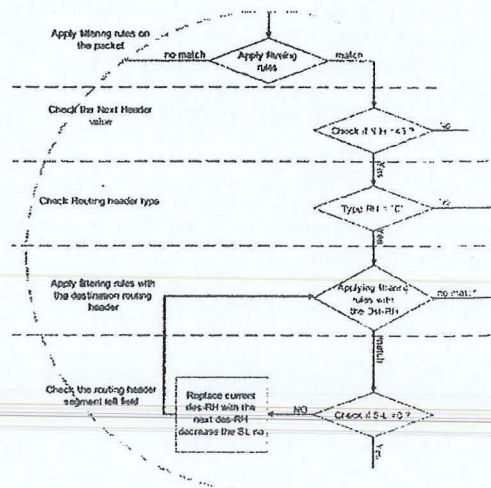 Apply filtering rules on
the packet
no match
Apply filtering
rules
match
Check the Next Header
value
Check if N.H =43 ?
No
Yes
Check Routing header type
Type RH = "0"
No
Yes
Apply filtering rules with
the destination routing
header
Applying filtering
rules with
the Dst-RH
no match
match
Check the routing header
segment left field
Replace current
des-RH with the
next des-RH
decrease the SL no
NO
Check if S.L =0 ?
Yes